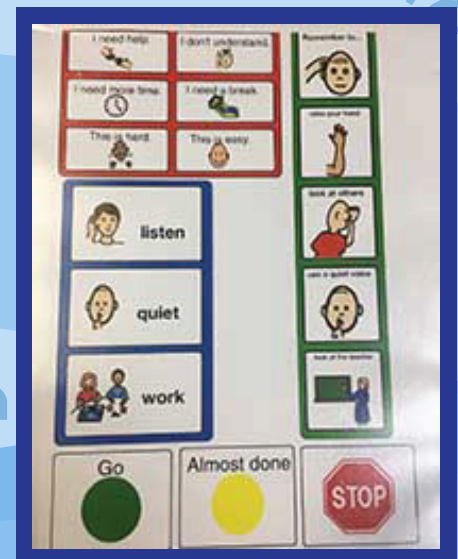 I need help.
I don't understand.
I need more time.
I need a break.
This is hard.
This is easy.
listen
quiet
work
Remember to...
raise your hand
look at others
use a quiet voice
look at the teacher
Go
Almost done
STOP